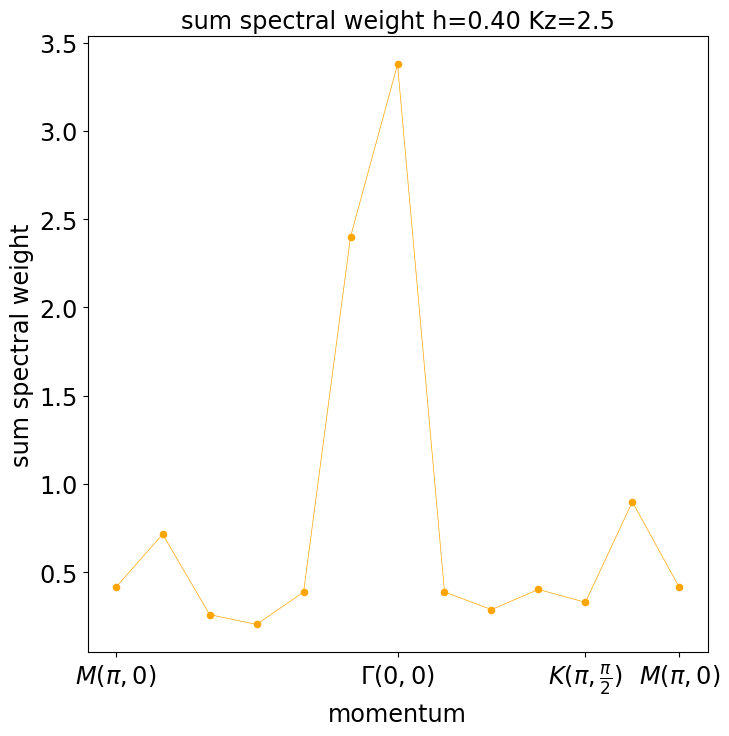 sum spectral weight h=0.40 Kz=2.5
sum spectral weight
3.5
3.0
2.5
2.0
1.5
1.0
0.5
M(π, 0) Γ(0, 0) K(π, π/2) M(π, 0)
momentum